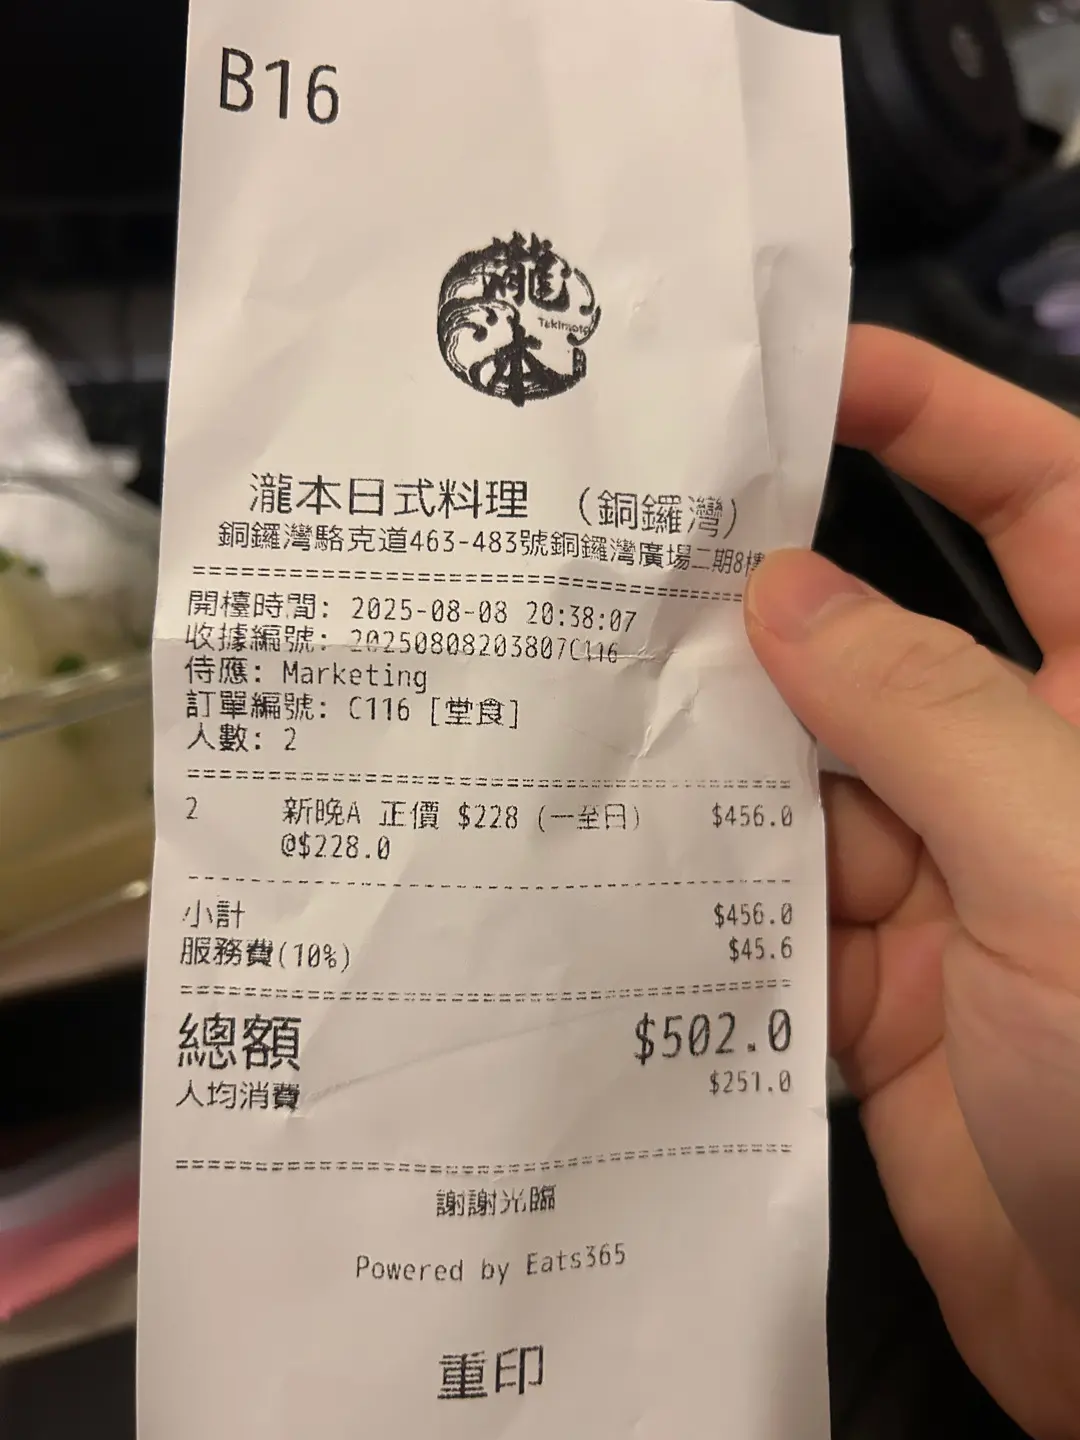 B16
瀧本
Takimoto
瀧本日式料理 （銅鑼灣）
銅鑼灣駱克道463-483號銅鑼灣廣場二期8樓
開檯時間: 2025-08-08 20:38:07
收據編號: 20250808203807C116
侍應: Marketing
訂單編號: C116 [堂食]
人數: 2
2 新晚A 正價 $228 (一至日) $456.0
@$228.0
小計 $456.0
服務費(10%) $45.6
總額 $502.0
人均消費 $251.0
謝謝光臨
Powered by Eats365
重印